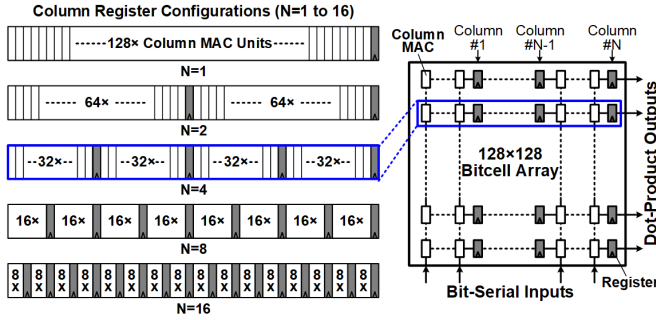 Column Register Configurations (N=1 to 16)
128× Column MAC Units
N=1
64× 64×
N=2
32× 32× 32× 32×
N=4
16× 16× 16× 16× 16× 16× 16× 16×
N=8
8× 8× 8× 8× 8× 8× 8× 8× 8× 8× 8× 8× 8× 8× 8× 8×
N=16
Column MAC
Column #1
Column #N-1
Column #N
128×128
Bitcell Array
Dot-Product Outputs
Register
Bit-Serial Inputs